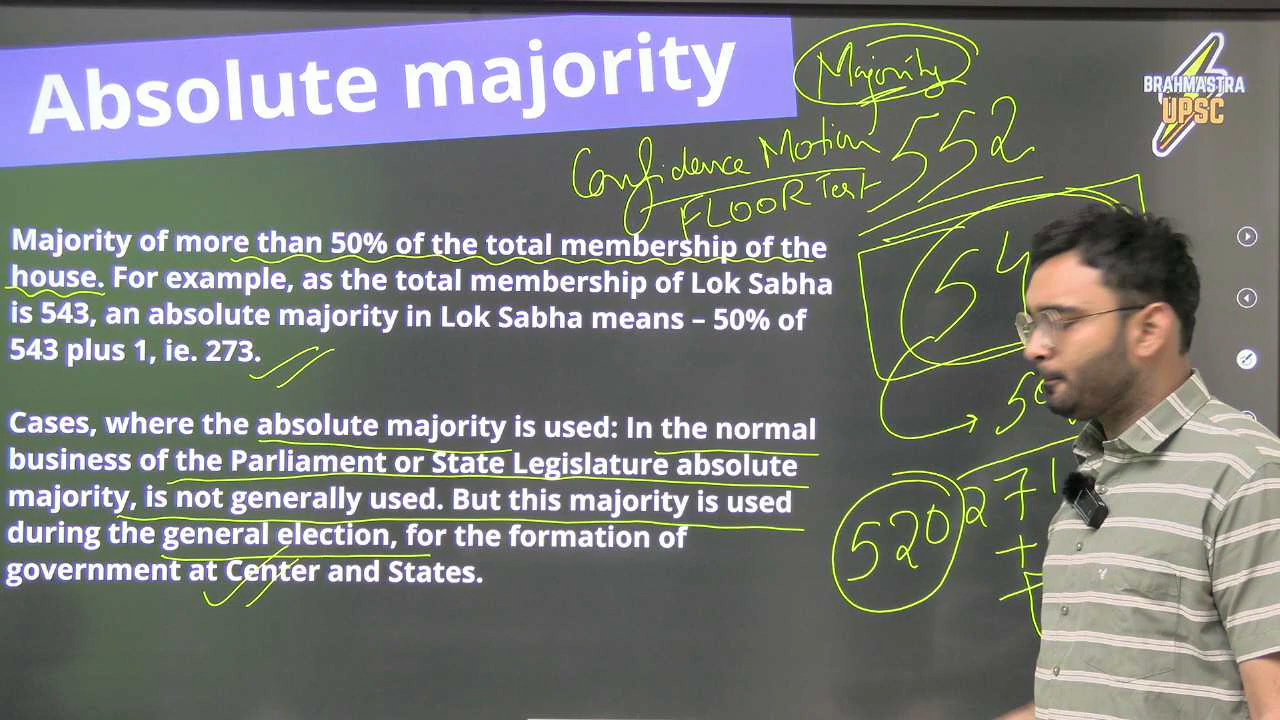 Absolute majority
Majority
BRAHMASTRA
UPSC
Confidence Motion
FLOOR Test
552
54
Majority of more than 50% of the total membership of the
house. For example, as the total membership of Lok Sabha
is 543, an absolute majority in Lok Sabha means – 50% of
543 plus 1, ie. 273.
50
271
+
520
Cases, where the absolute majority is used: In the normal
business of the Parliament or State Legislature absolute
majority, is not generally used. But this majority is used
during the general election, for the formation of
government at Center and States.